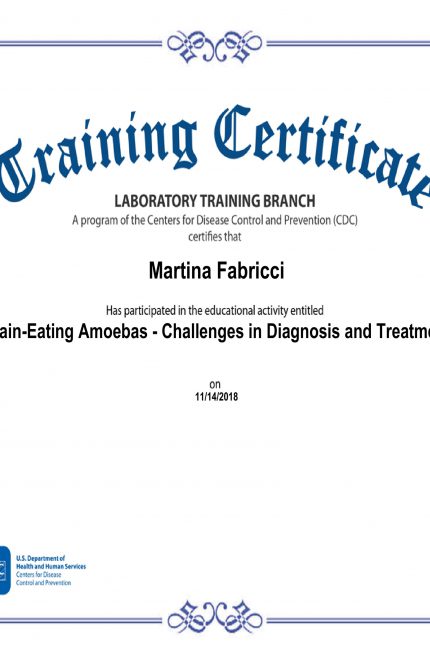 Training Certificate
LABORATORY TRAINING BRANCH
A program of the Centers for Disease Control and Prevention (CDC)
certifies that
Martina Fabricci
Has participated in the educational activity entitled
ain-Eating Amoebas - Challenges in Diagnosis and Treatm
on
11/14/2018
U.S. Department of
Health and Human Services
Centers for Disease
Control and Prevention